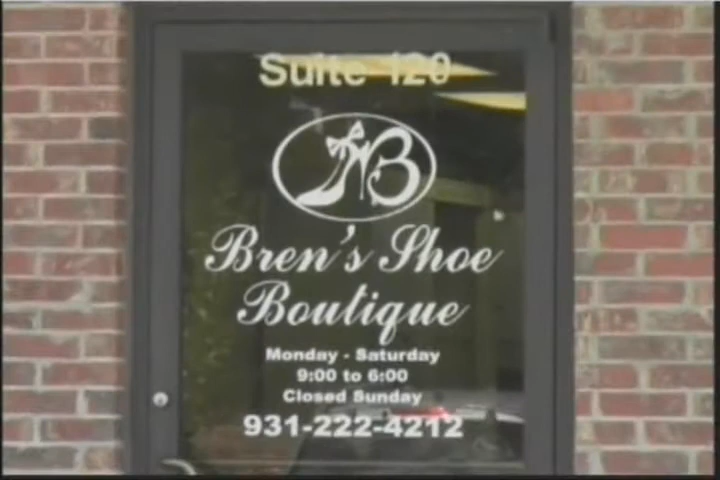 Suite 120
B
Bren's Shoe
Boutique
Monday - Saturday
9:00 to 6:00
Closed Sunday
931-222-4212